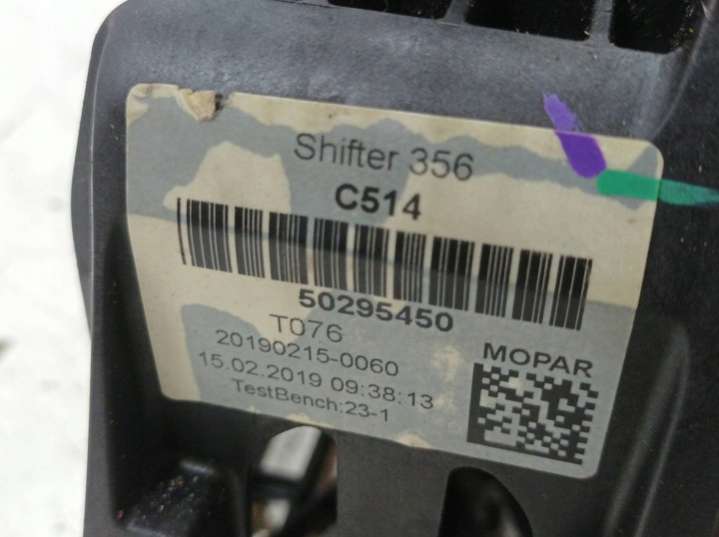 Shifter 356
C514
50295450
T076
20190215-0060
15.02.2019 09:38:13
TestBench:23-1
MOPAR